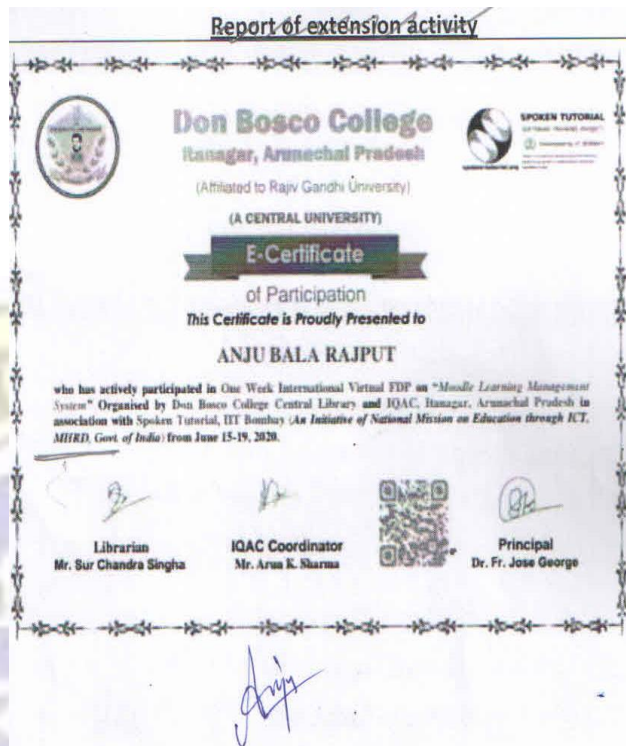 Report of extension activity
Don Bosco College
Itanagar, Arunachal Pradesh
(Affiliated to Rajiv Gandhi University)
(A CENTRAL UNIVERSITY)
SPOKEN TUTORIAL
E-Certificate
of Participation
This Certificate is Proudly Presented to
ANJU BALA RAJPUT
who has actively participated in One Week International Virtual FDP on "Moodle Learning Management
System" Organised by Don Bosco College Central Library and IQAC, Itanagar, Arunachal Pradesh in
association with Spoken Tutorial, IIT Bombay (An Initiative of National Mission on Education through ICT,
MHRD, Govt. of India) from June 15-19, 2020.
Librarian
Mr. Sur Chandra Singha
IQAC Coordinator
Mr. Arun K. Sharma
Principal
Dr. Fr. Jose George
Anju